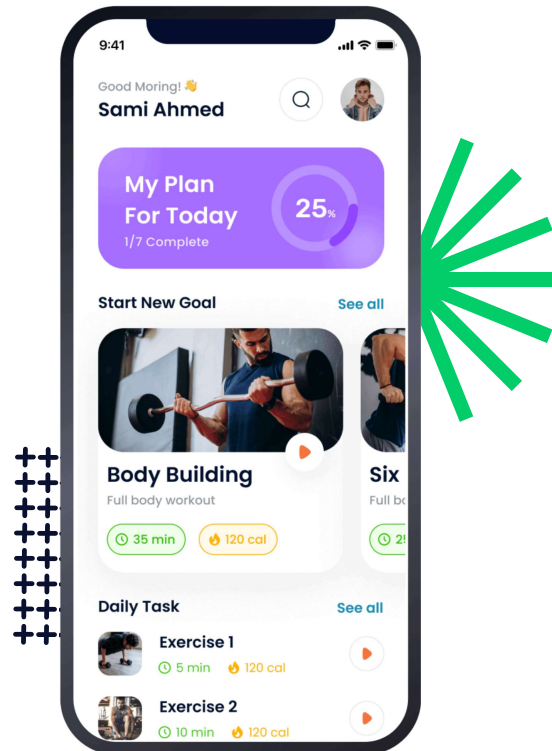 9:41
Good Moring! 👋
Sami Ahmed
My Plan
For Today
25%
1/7 Complete
Start New Goal
See all
Body Building
Full body workout
35 min
120 cal
Six
Full
Daily Task
See all
Exercise 1
5 min
120 cal
Exercise 2
10 min
120 cal